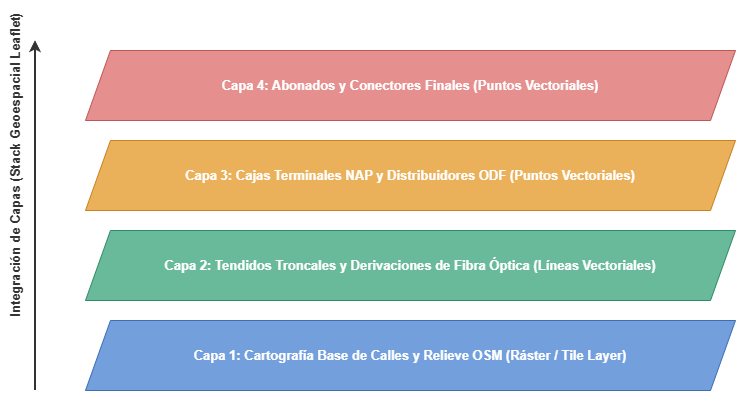 Integración de Capas (Stack Geoespacial Leaflet)
Capa 4: Abonados y Conectores Finales (Puntos Vectoriales)
Capa 3: Cajas Terminales NAP y Distribuidores ODF (Puntos Vectoriales)
Capa 2: Tendidos Troncales y Derivaciones de Fibra Óptica (Líneas Vectoriales)
Capa 1: Cartografía Base de Calles y Relieve OSM (Ráster / Tile Layer)